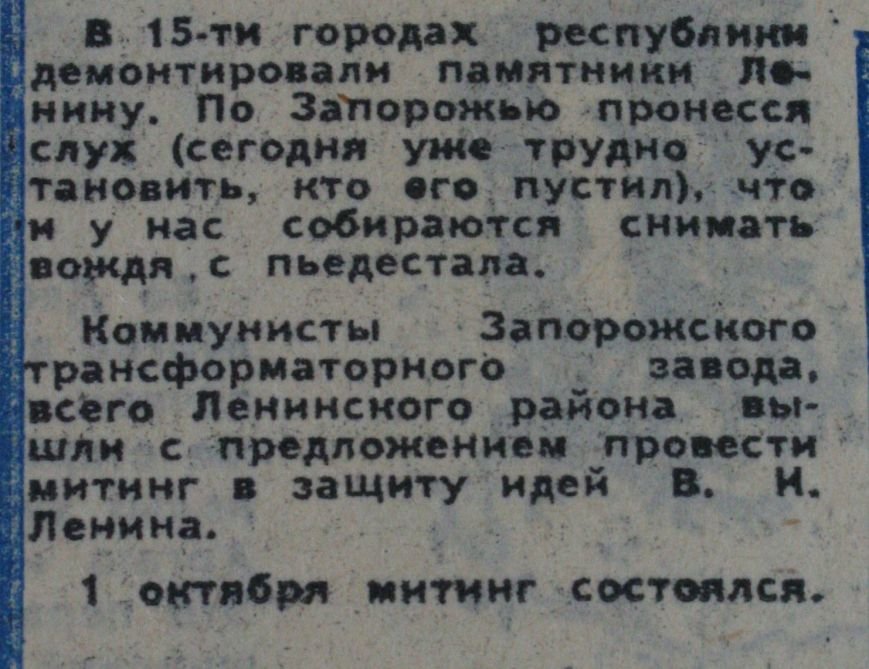 В 15-ти городах республики
демонтировали памятники Ле-
нину. По Запорожью пронесся
слух (сегодня уже трудно ус-
тановить, кто его пустил), что
и у нас собираются снимать
вождя с пьедестала.
Коммунисты Запорожского
трансформаторного завода,
всего Ленинского района вы-
шли с предложением провести
митинг в защиту идей В. И.
Ленина.
1 октября митинг состоялся.